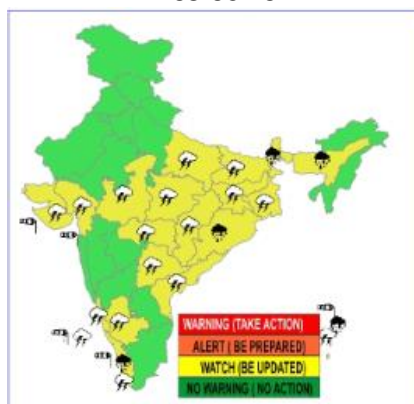 WARNING (TAKE ACTION)
ALERT ( BE PREPARED)
WATCH (BE UPDATED)
NO WARNING ( NO ACTION)